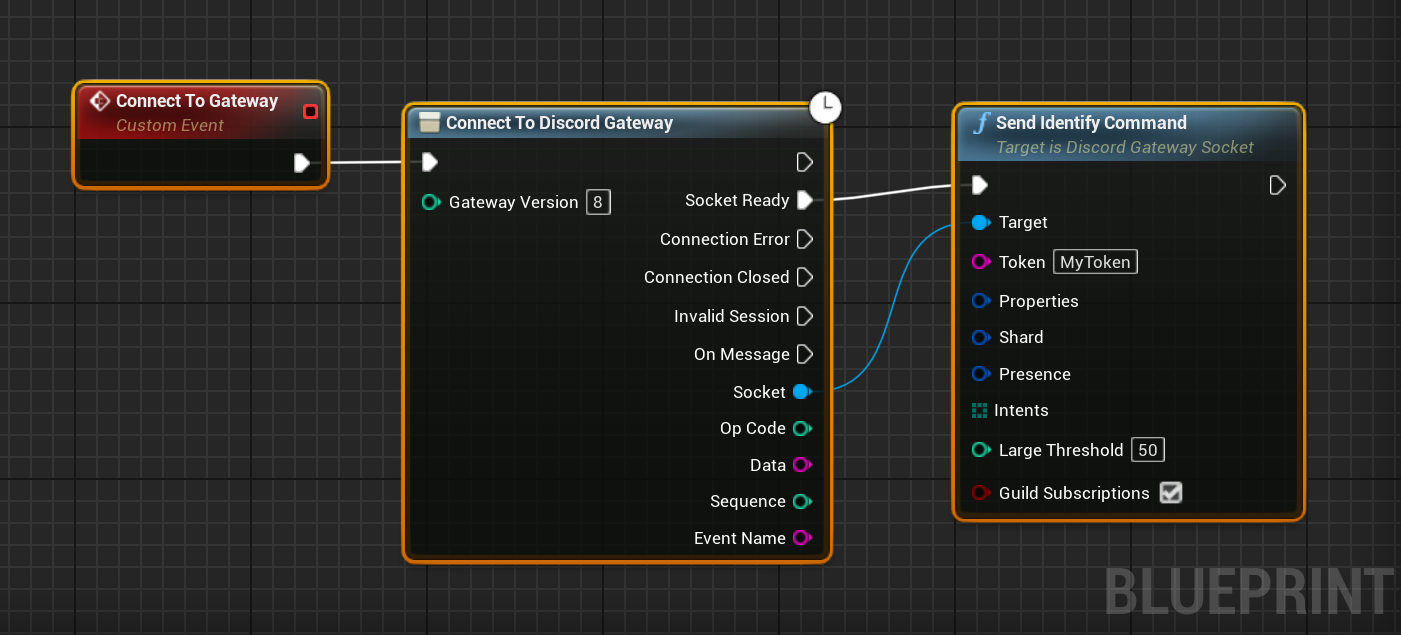 Connect To Gateway
Custom Event
Connect To Discord Gateway
Gateway Version 8
Socket Ready
Connection Error
Connection Closed
Invalid Session
On Message
Socket
Op Code
Data
Sequence
Event Name
Send Identify Command
Target is Discord Gateway Socket
Target
Token MyToken
Properties
Shard
Presence
Intents
Large Threshold 50
Guild Subscriptions
BLUEPRINT